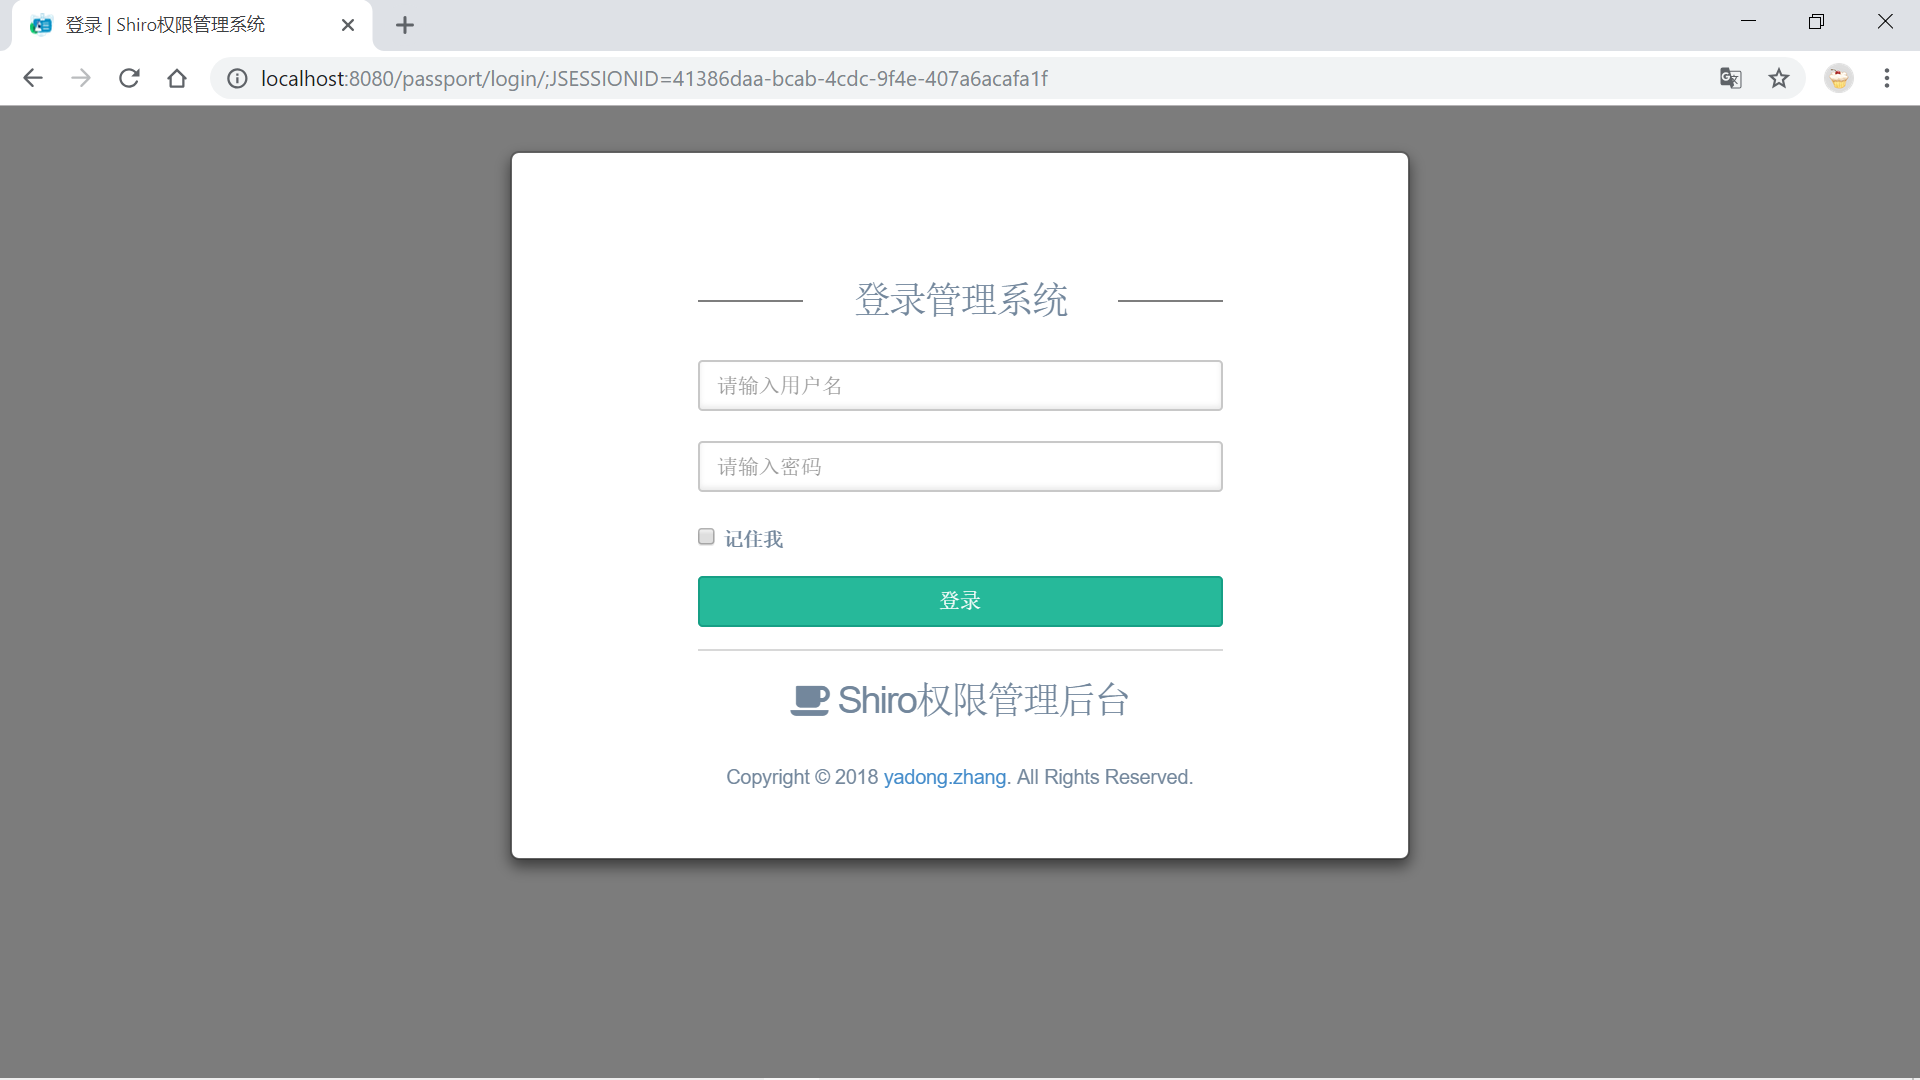 登录 | Shiro权限管理系统
localhost:8080/passport/login/;JSESSIONID=41386daa-bcab-4cdc-9f4e-407a6acafa1f
登录管理系统
请输入用户名
请输入密码
记住我
登录
Shiro权限管理后台
Copyright © 2018 yadong.zhang. All Rights Reserved.